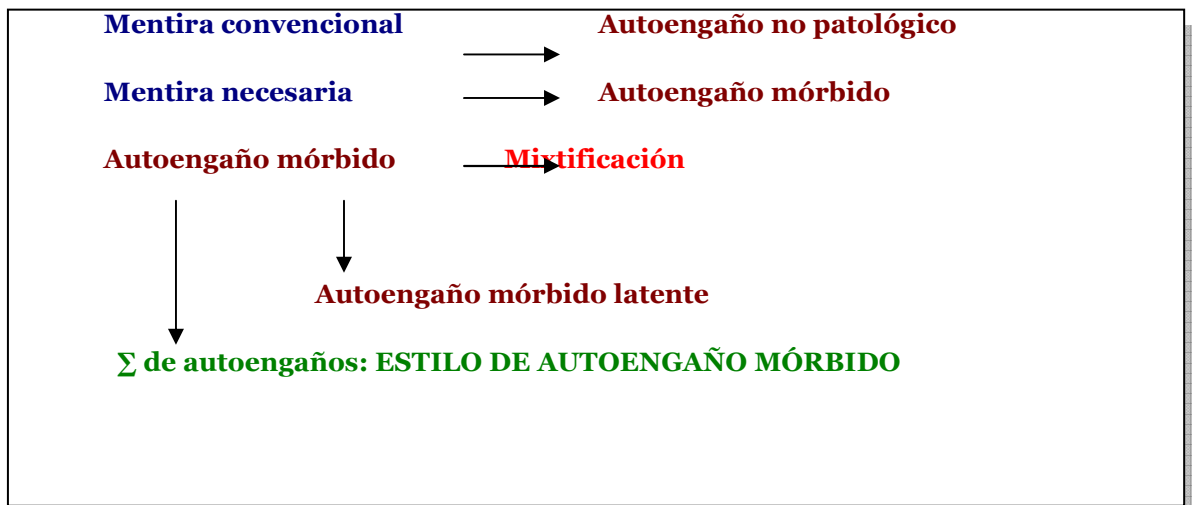 Mentira convencional Autoengaño no patológico
Mentira necesaria Autoengaño mórbido
Autoengaño mórbido Mixtificación
Autoengaño mórbido latente
∑ de autoengaños: ESTILO DE AUTOENGAÑO MÓRBIDO